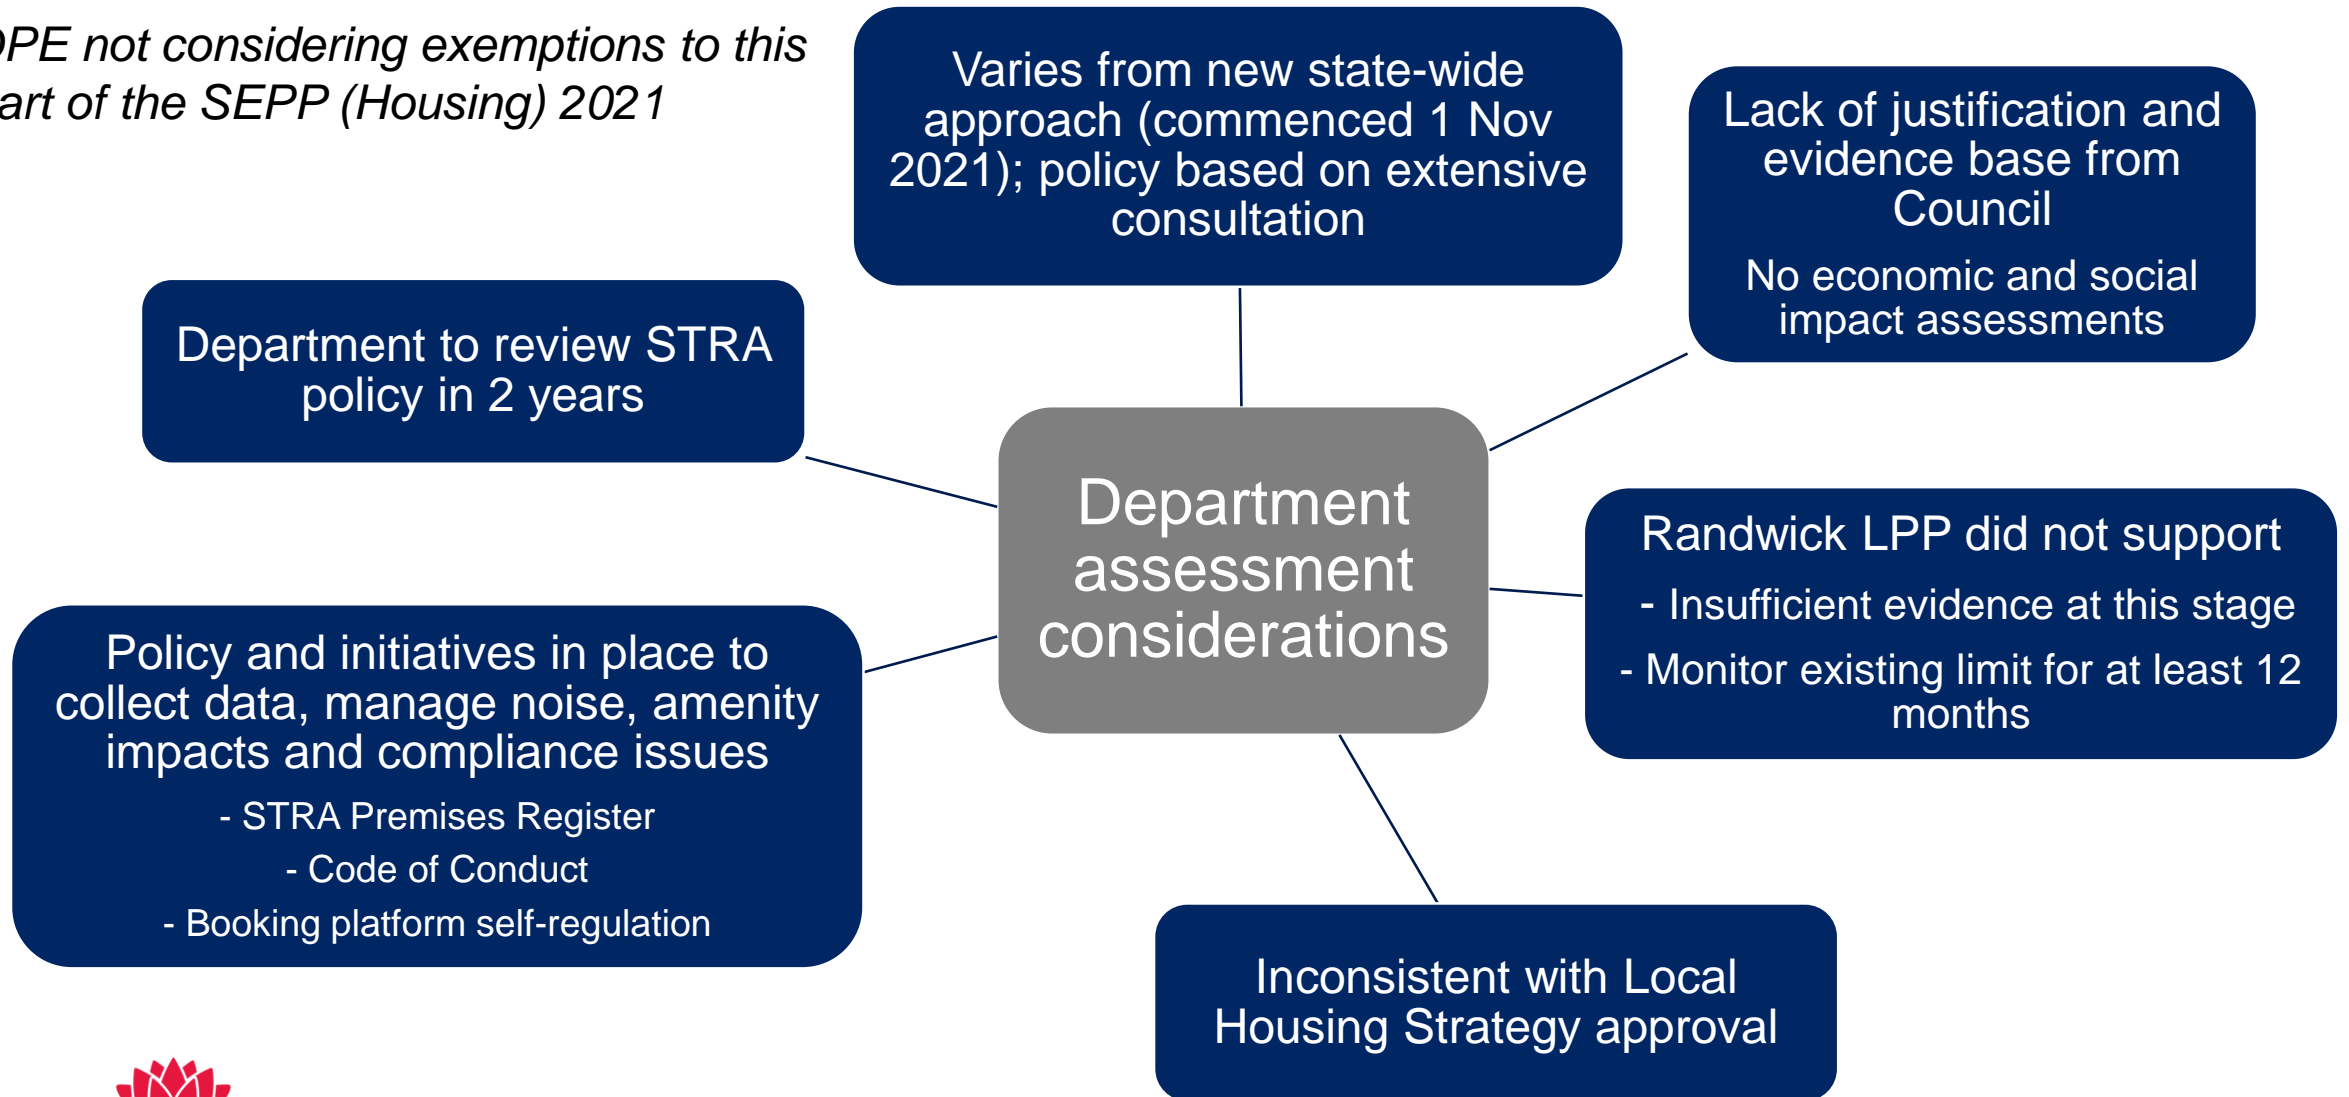 PE not considering exemptions to this
art of the SEPP (Housing) 2021
Varies from new state-wide
approach (commenced 1 Nov
2021); policy based on extensive
consultation
Lack of justification and
evidence base from
Council
No economic and social
impact assessments
Department to review STRA
policy in 2 years
Department
assessment
considerations
Randwick LPP did not support
- Insufficient evidence at this stage
- Monitor existing limit for at least 12
months
Policy and initiatives in place to
collect data, manage noise, amenity
impacts and compliance issues
- STRA Premises Register
- Code of Conduct
- Booking platform self-regulation
Inconsistent with Local
Housing Strategy approval